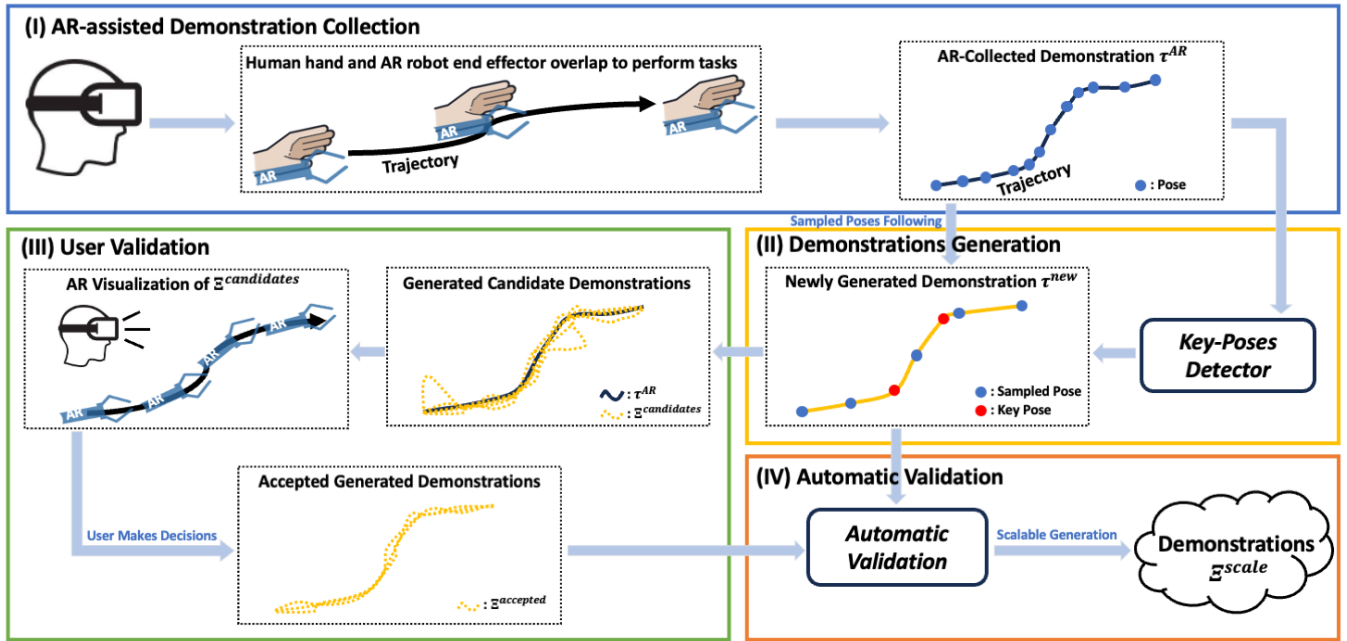 (I) AR-assisted Demonstration Collection
Human hand and AR robot end effector overlap to perform tasks
AR
AR
AR
Trajectory
AR-Collected Demonstration τ^AR
Trajectory
: Pose
Sampled Poses Following
(II) Demonstrations Generation
Newly Generated Demonstration τ^new
: Sampled Pose
: Key Pose
Key-Poses
Detector
(III) User Validation
AR Visualization of Ξ^candidates
AR
AR
AR
AR
Generated Candidate Demonstrations
: τ^AR
: Ξ^candidates
User Makes Decisions
Accepted Generated Demonstrations
: Ξ^accepted
(IV) Automatic Validation
Automatic
Validation
Scalable Generation
Demonstrations
Ξ^scale